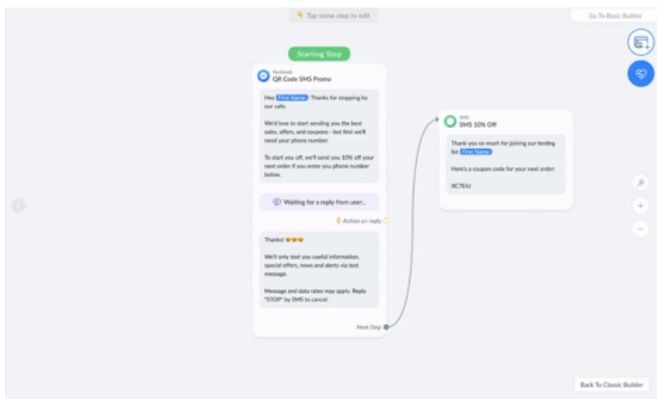 Tap some step to edit
Go To Basic Builder
Starting Step
Facebook
QR Code SMS Promo
Hey First Name! Thanks for stopping by
our cafe.
We'd love to start sending you the best
sales, offers, and coupons - but first we'll
need your phone number.
To start you off, we'll send you 10% off your
next order if you enter you phone number
below.
Waiting for a reply from user...
Action on reply
Thanks!
We'll only text you useful information,
special offers, news and alerts via text
message.
Message and data rates may apply. Reply
"STOP" by SMS to cancel.
Next Step
SMS
SMS 10% Off
Thank you so much for joining our texting
list First Name!
Here's a coupon code for your next order:
Back To Classic Builder